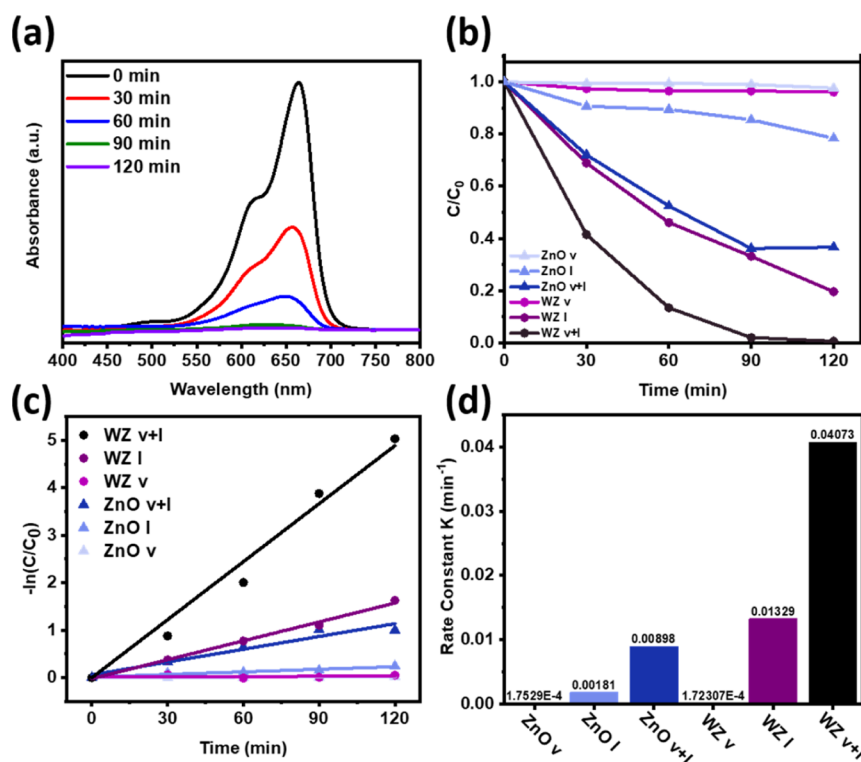 (a)
0 min
30 min
60 min
90 min
120 min
Absorbance (a.u.)
400 450 500 550 600 650 700 750 800
Wavelength (nm)
(b)
C/C0
1.0
0.8
0.6
0.4
0.2
0.0
ZnO v
ZnO l
ZnO v+l
WZ v
WZ l
WZ v+l
0 30 60 90 120
Time (min)
(c)
-ln(C/C0)
5
4
3
2
1
0
WZ v+l
WZ l
WZ v
ZnO v+l
ZnO l
ZnO v
0 30 60 90 120
Time (min)
(d)
Rate Constant K (min-1)
0.04
0.03
0.02
0.01
0.00
1.7529E-4
0.00181
0.00898
1.72307E-4
0.01329
0.04073
ZnO v
ZnO l
ZnO v+l
WZ v
WZ l
WZ v+l